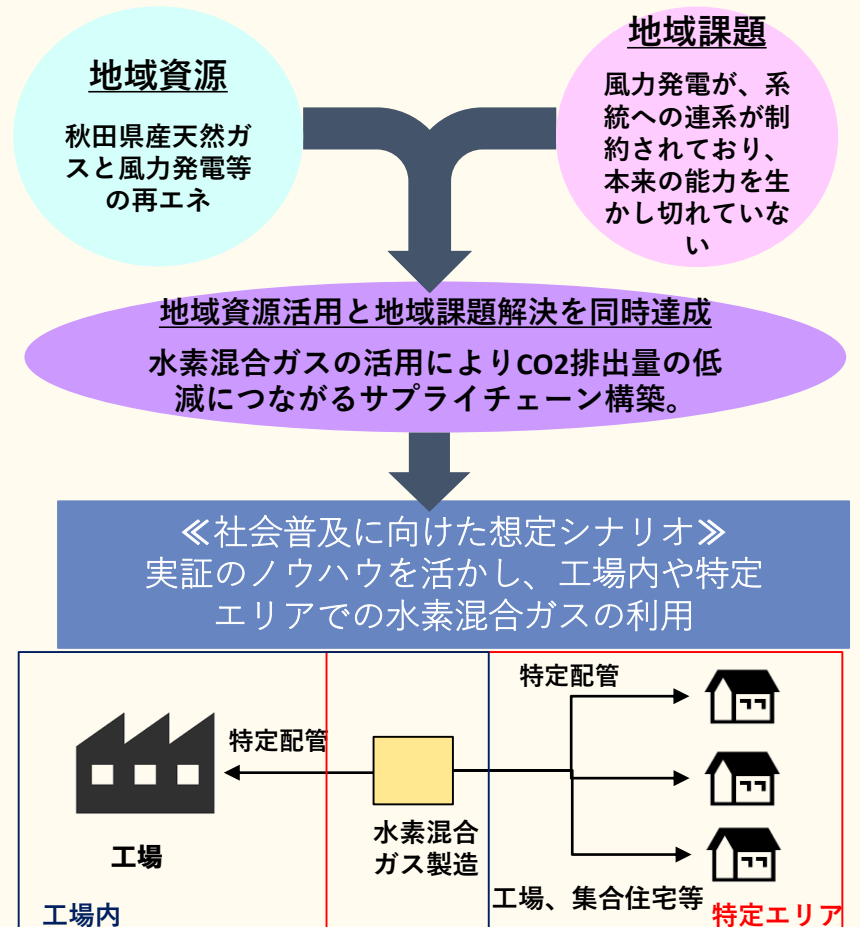 地域資源
秋田県産天然ガ
スと風力発電等
の再エネ
地域課題
風力発電が、系
統への連系が制
約されており、
本来の能力を生
かし切れていな
い
地域資源活用と地域課題解決を同時達成
水素混合ガスの活用によりCO2排出量の低
減につながるサプライチェーン構築。
≪社会普及に向けた想定シナリオ≫
実証のノウハウを活かし、工場内や特定
エリアでの水素混合ガスの利用
特定配管
工場
工場内
水素混合
ガス製造
特定配管
工場、集合住宅等
特定エリア